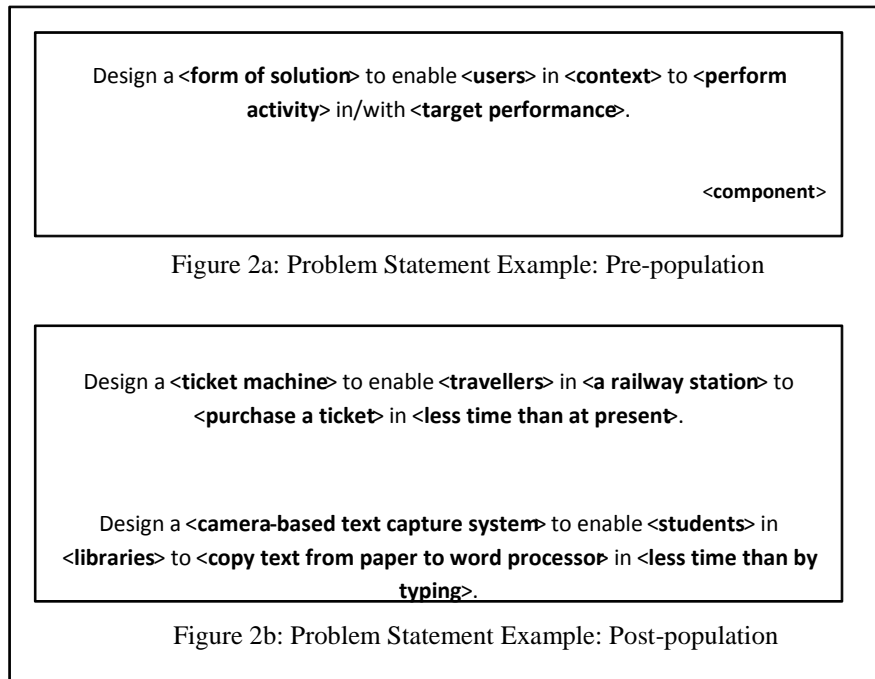 Design a <form of solution> to enable <users> in <context> to <perform
activity> in/with <target performance>.
<component>
Figure 2a: Problem Statement Example: Pre-population
Design a <ticket machine> to enable <travellers> in <a railway station> to
<purchase a ticket> in <less time than at present>.
Design a <camera-based text capture system> to enable <students> in
<libraries> to <copy text from paper to word processor> in <less time than by
typing>.
Figure 2b: Problem Statement Example: Post-population